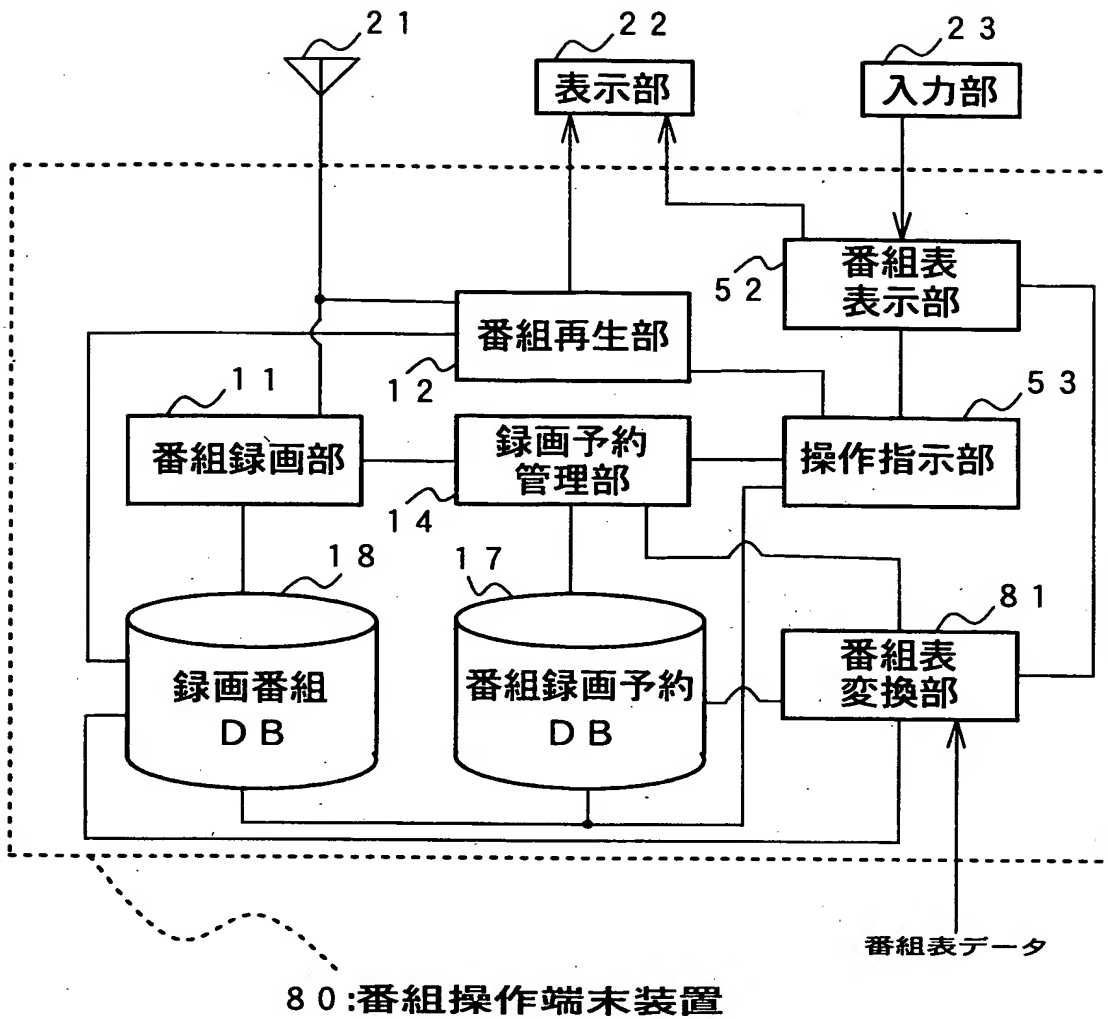 ２１
２２
２３
表示部
入力部
５２
番組表
表示部
番組再生部
１２
１１
５３
番組録画部
録画予約
管理部
１４
操作指示部
１８
１７
８１
録画番組
ＤＢ
番組録画予約
ＤＢ
番組表
変換部
番組表データ
８０:番組操作端末装置